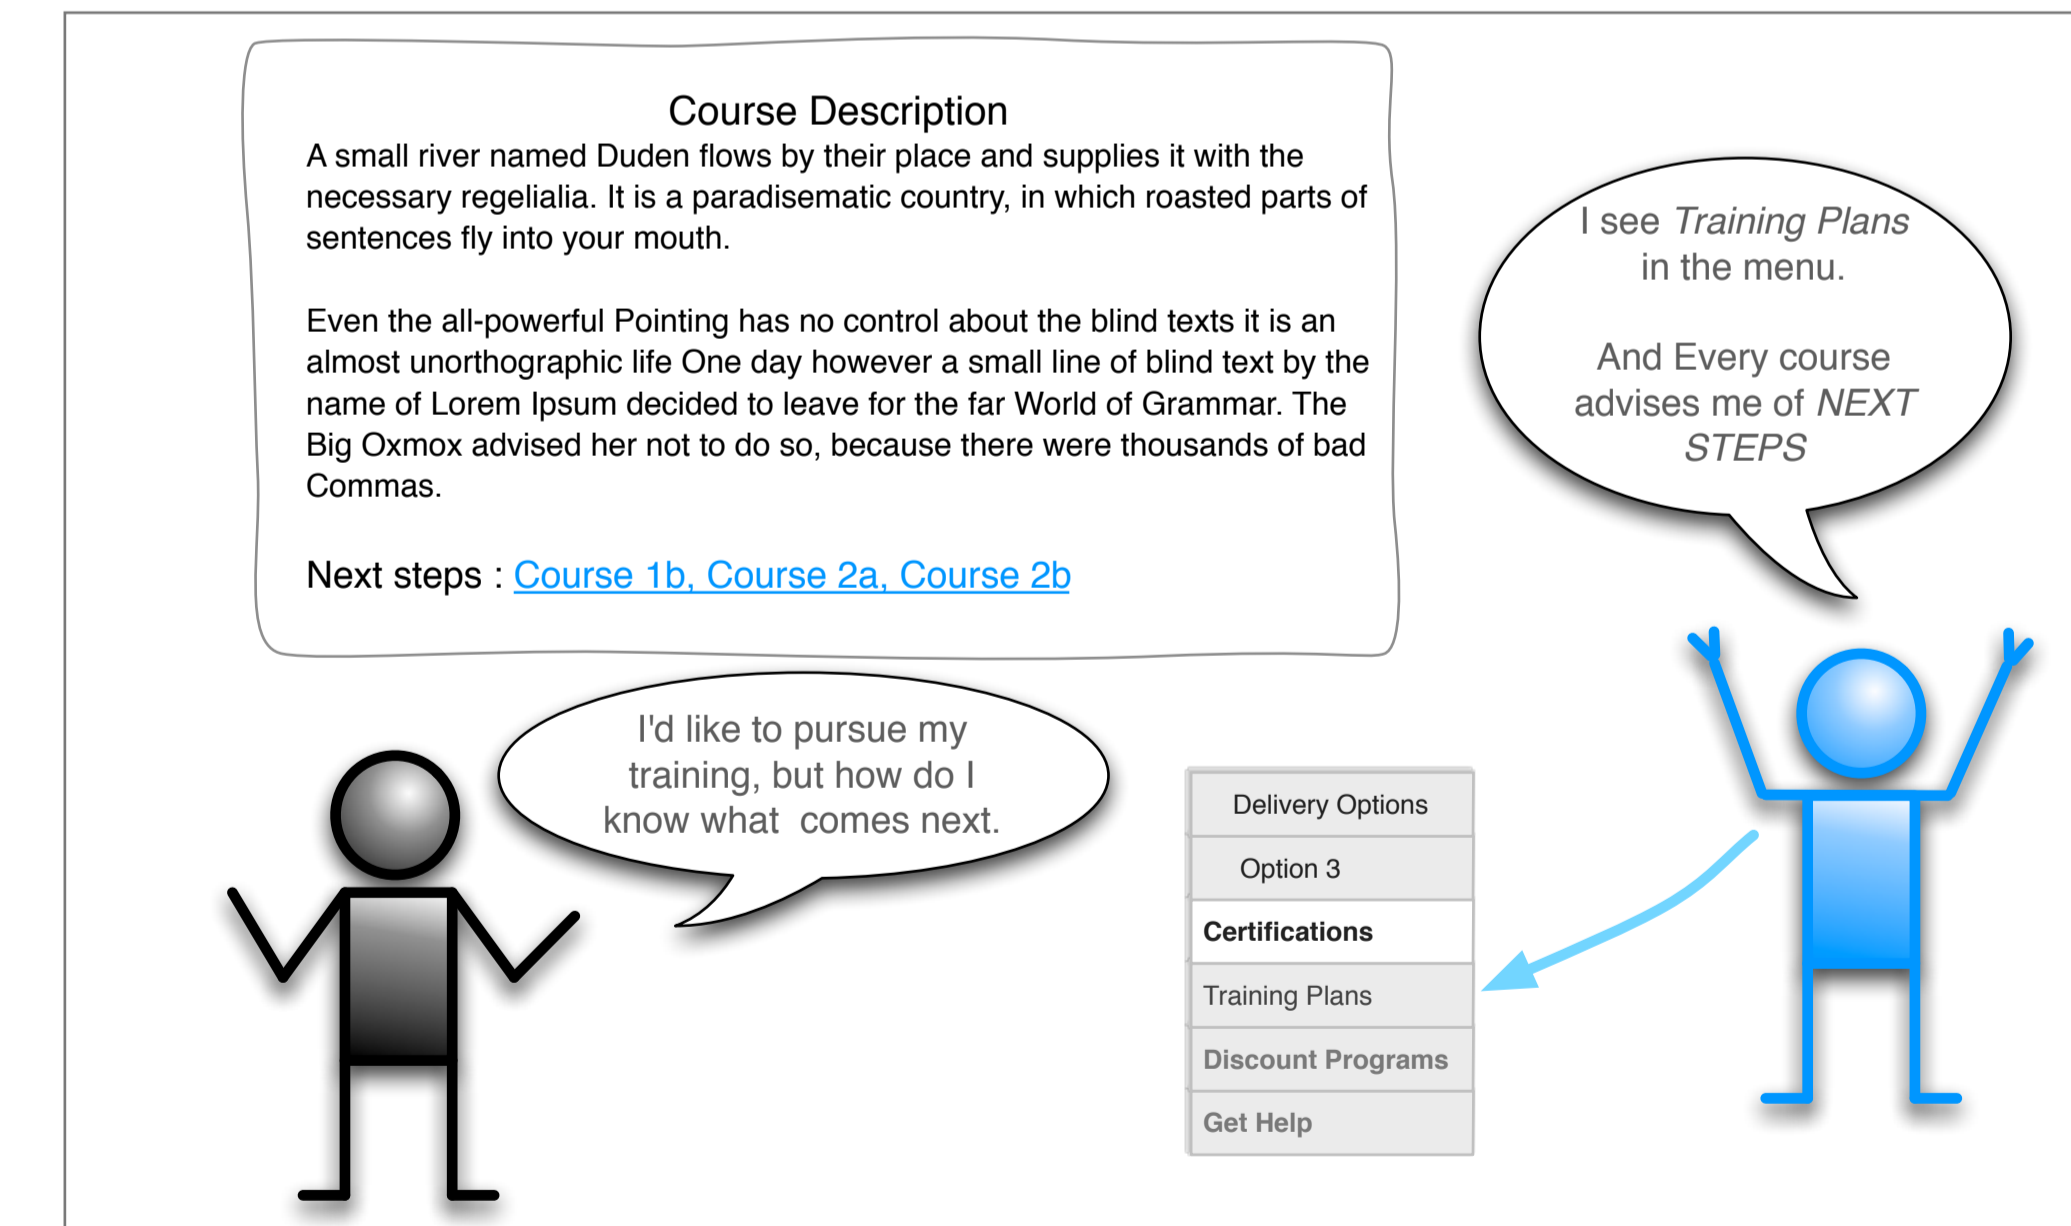 Course Description
A small river named Duden flows by their place and supplies it with the
necessary regelialia. It is a paradisematic country, in which roasted parts of
sentences fly into your mouth.
Even the all-powerful Pointing has no control about the blind texts it is an
almost unorthographic life One day however a small line of blind text by the
name of Lorem Ipsum decided to leave for the far World of Grammar. The
Big Oxmox advised her not to do so, because there were thousands of bad
Commas.
Next steps : Course 1b, Course 2a, Course 2b
I see Training Plans
in the menu.
And Every course
advises me of NEXT
STEPS
I'd like to pursue my
training, but how do I
know what  comes next.
Delivery Options
Option 3
Certifications
Training Plans
Discount Programs
Get Help